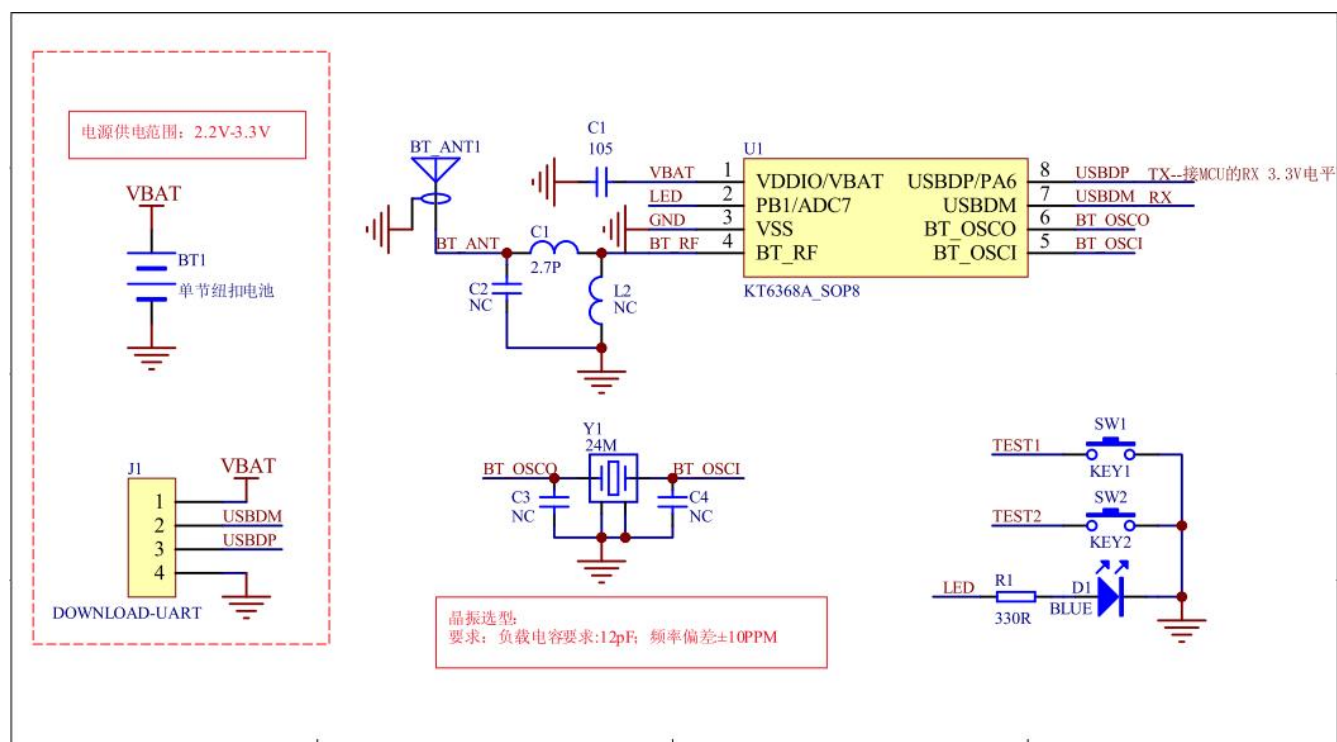 电源供电范围：2.2V-3.3V
VBAT
BT1
单节纽扣电池
J1
VBAT
1
2
USBDM
3
USBDP
4
DOWNLOAD-UART
BT_ANT1
BT_ANT
C1
2.7P
C2
NC
L2
NC
C1
105
U1
VBAT
1
VDDIO/VBAT
USBDP/PA6
8
USBDP
TX--接MCU的RX 3.3V电平
LED
2
PB1/ADC7
USBDM
7
USBDM
RX
GND
3
VSS
BT_OSCO
6
BT_OSCO
BT_RF
4
BT_RF
BT_OSCI
5
BT_OSCI
KT6368A_SOP8
Y1
24M
BT_OSCO
BT_OSCI
C3
NC
C4
NC
晶振选型:
要求：负载电容要求:12pF；频率偏差:±10PPM
SW1
TEST1
KEY1
SW2
TEST2
KEY2
LED
R1
330R
D1
BLUE